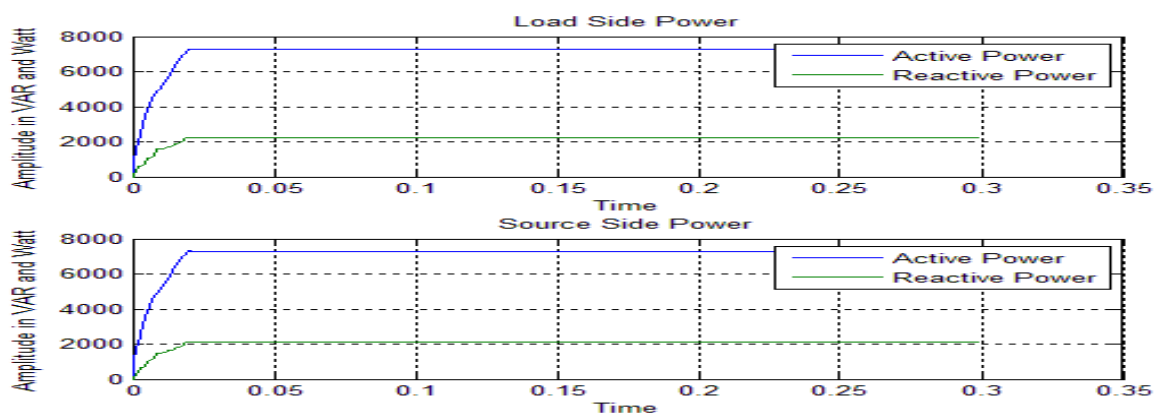 Load Side Power
Amplitude in VAR and Watt
8000
6000
4000
2000
0
Active Power
Reactive Power
0 0.05 0.1 0.15 0.2 0.25 0.3 0.35
Time
Source Side Power
Amplitude in VAR and Watt
8000
6000
4000
2000
0
Active Power
Reactive Power
0 0.05 0.1 0.15 0.2 0.25 0.3 0.35
Time